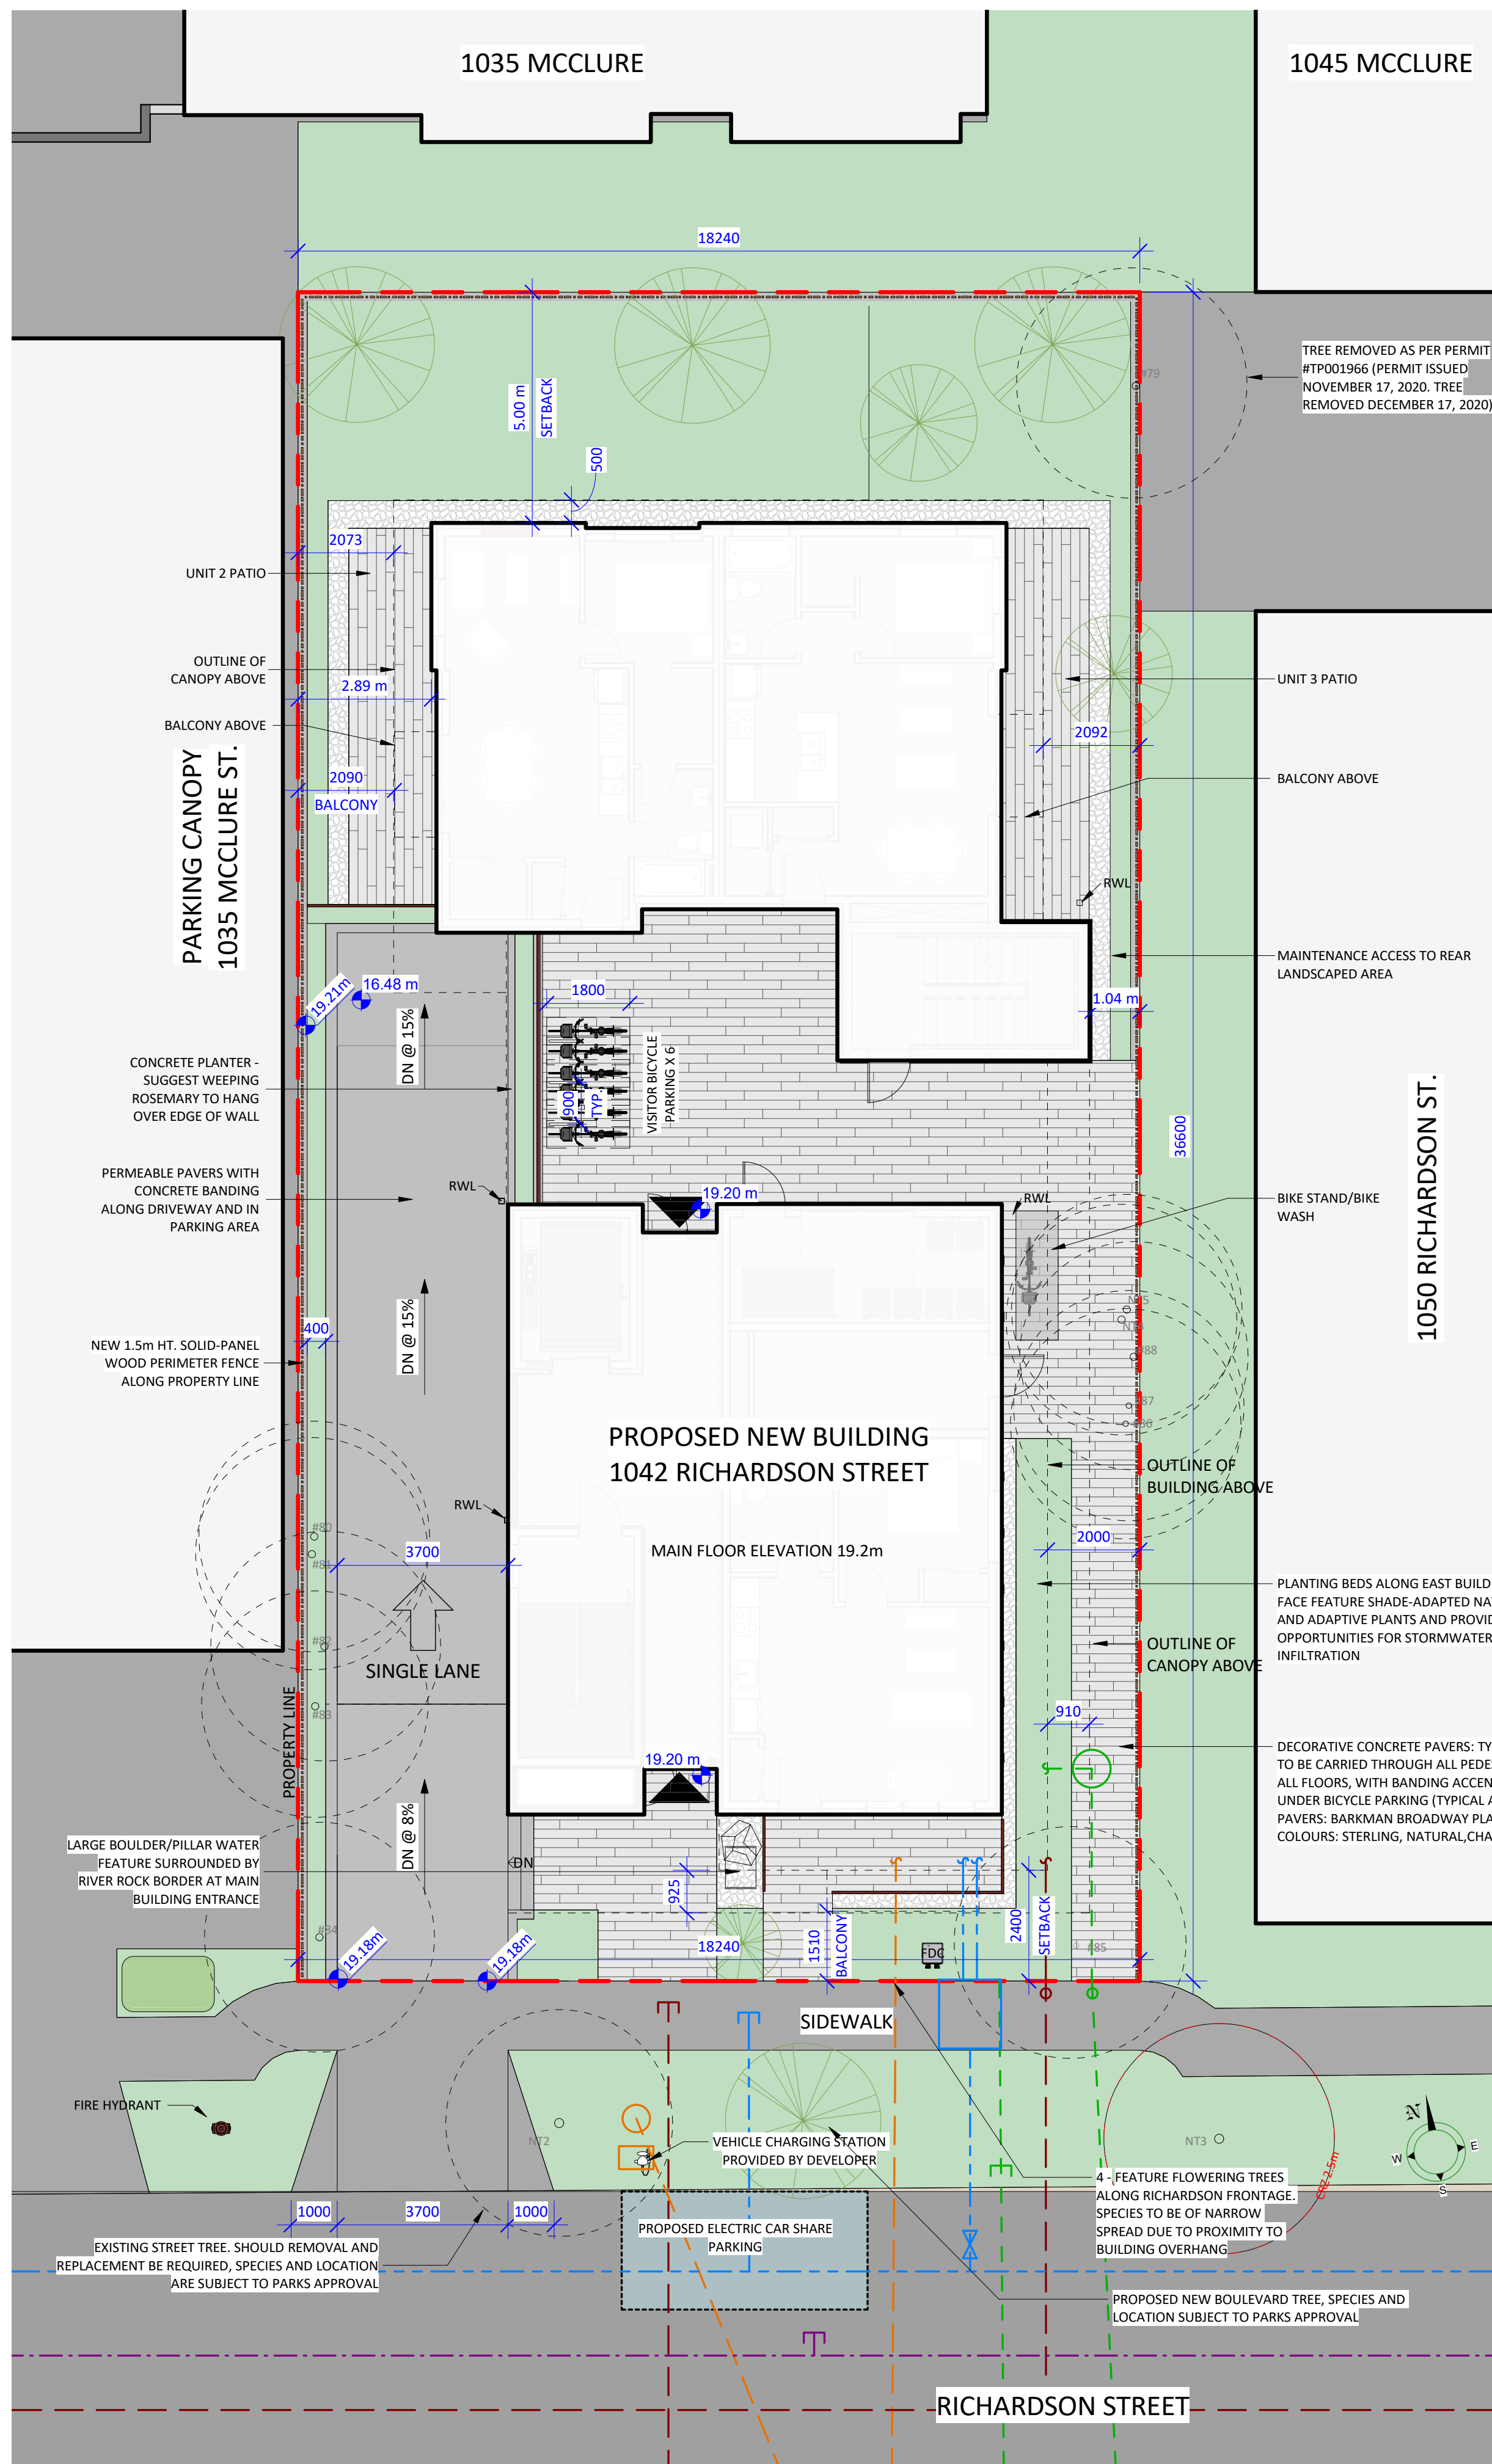 1035 MCCLURE
1045 MCCLURE
18240
TREE REMOVED AS PER PERMIT
#TP001966 (PERMIT ISSUED
NOVEMBER 17, 2020. TREE
REMOVED DECEMBER 17, 2020)
#79
5.00 m
SETBACK
500
2073
UNIT 2 PATIO
OUTLINE OF
CANOPY ABOVE
2.89 m
BALCONY ABOVE
2090
BALCONY
PARKING CANOPY
1035 MCCLURE ST.
UNIT 3 PATIO
2092
BALCONY ABOVE
RWL
MAINTENANCE ACCESS TO REAR
LANDSCAPED AREA
1.04 m
19.21m
16.48 m
DN @ 15%
1800
VISITOR BICYCLE
PARKING X 6
900
TYP.
CONCRETE PLANTER -
SUGGEST WEEPING
ROSEMARY TO HANG
OVER EDGE OF WALL
36600
1050 RICHARDSON ST.
PERMEABLE PAVERS WITH
CONCRETE BANDING
ALONG DRIVEWAY AND IN
PARKING AREA
RWL
19.20 m
RWL
BIKE STAND/BIKE
WASH
DN @ 15%
400
NEW 1.5m HT. SOLID-PANEL
WOOD PERIMETER FENCE
ALONG PROPERTY LINE
#88
#87
#86
PROPOSED NEW BUILDING
1042 RICHARDSON STREET
OUTLINE OF
BUILDING ABOVE
RWL
#80
#81
3700
MAIN FLOOR ELEVATION 19.2m
2000
PLANTING BEDS ALONG EAST BUILD
FACE FEATURE SHADE-ADAPTED NA
AND ADAPTIVE PLANTS AND PROVID
OPPORTUNITIES FOR STORMWATER
INFILTRATION
#82
SINGLE LANE
OUTLINE OF
CANOPY ABOVE
#83
PROPERTY LINE
910
19.20 m
DECORATIVE CONCRETE PAVERS: TY
TO BE CARRIED THROUGH ALL PEDE
ALL FLOORS, WITH BANDING ACCEN
UNDER BICYCLE PARKING (TYPICAL A
PAVERS: BARKMAN BROADWAY PLA
COLOURS: STERLING, NATURAL,CHA
DN @ 8%
LARGE BOULDER/PILLAR WATER
FEATURE SURROUNDED BY
RIVER ROCK BORDER AT MAIN
BUILDING ENTRANCE
DN
925
#84
19.18m
19.18m
18240
1510
BALCONY
FDC
2400
SETBACK
#85
SIDEWALK
FIRE HYDRANT
NT2
VEHICLE CHARGING STATION
PROVIDED BY DEVELOPER
NT3
CRZ 2.5m
N
W
E
S
4 - FEATURE FLOWERING TREES
ALONG RICHARDSON FRONTAGE.
SPECIES TO BE OF NARROW
SPREAD DUE TO PROXIMITY TO
BUILDING OVERHANG
1000
3700
1000
PROPOSED ELECTRIC CAR SHARE
PARKING
EXISTING STREET TREE. SHOULD REMOVAL AND
REPLACEMENT BE REQUIRED, SPECIES AND LOCATION
ARE SUBJECT TO PARKS APPROVAL
PROPOSED NEW BOULEVARD TREE, SPECIES AND
LOCATION SUBJECT TO PARKS APPROVAL
RICHARDSON STREET